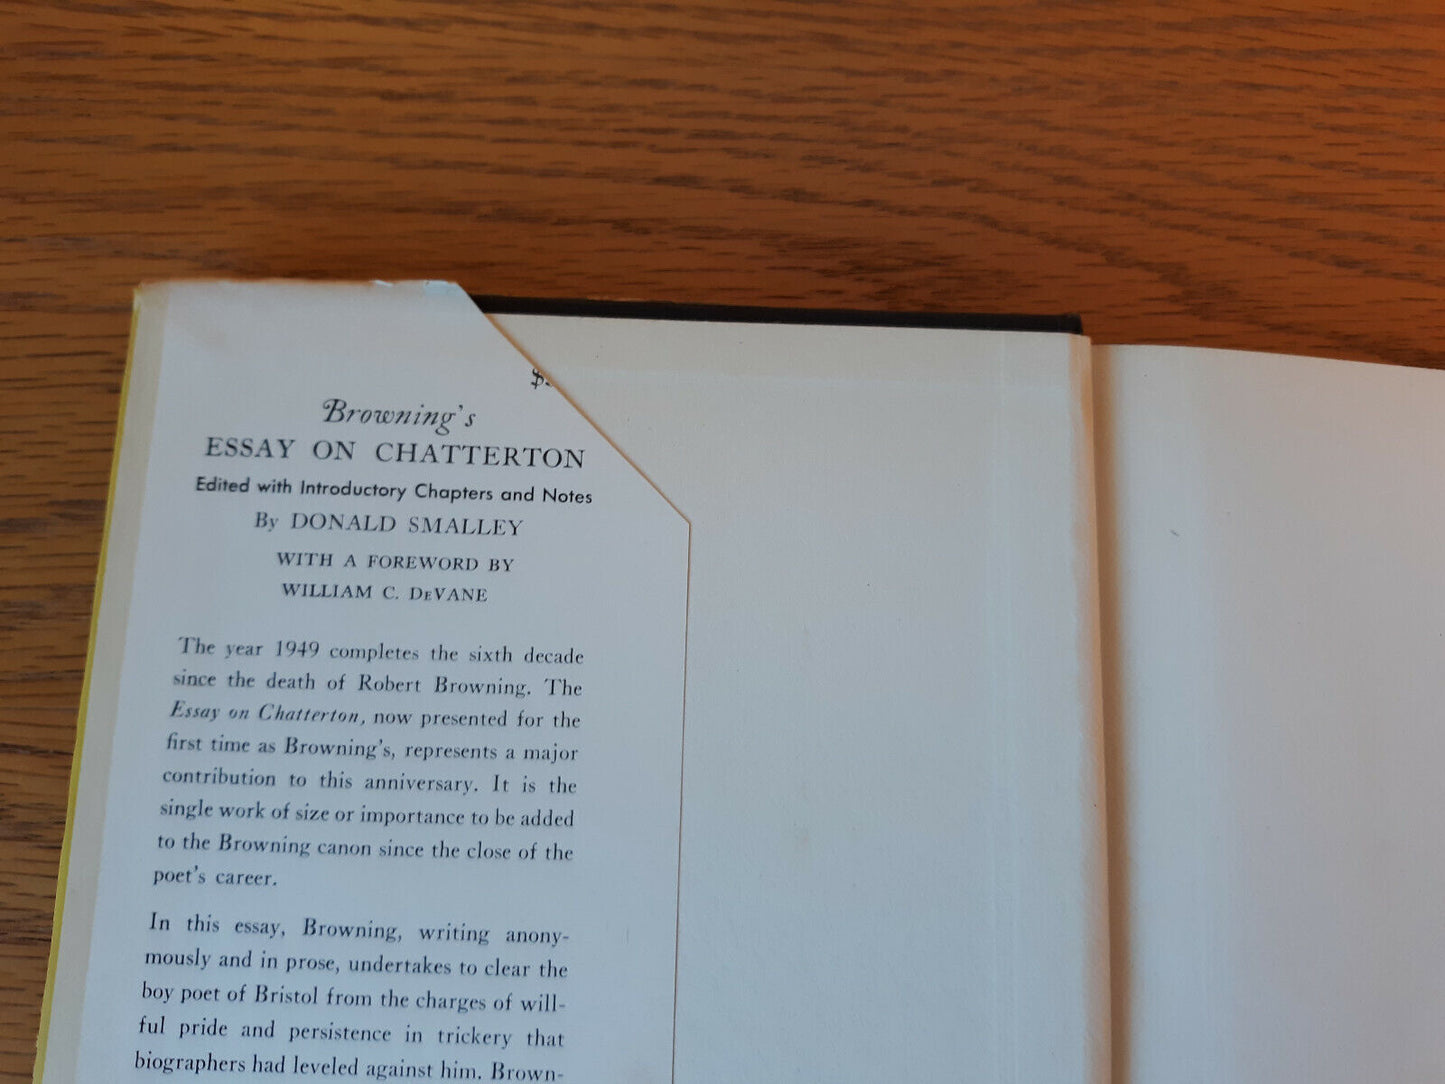 $
Browning's
ESSAY ON CHATTERTON
Edited with Introductory Chapters and Notes
By DONALD SMALLEY
WITH A FOREWORD BY
WILLIAM C. DeVANE
The year 1949 completes the sixth decade
since the death of Robert Browning. The
Essay on Chatterton, now presented for the
first time as Browning's, represents a major
contribution to this anniversary. It is the
single work of size or importance to be added
to the Browning canon since the close of the
poet's career.
In this essay, Browning, writing anony-
mously and in prose, undertakes to clear the
boy poet of Bristol from the charges of will-
ful pride and persistence in trickery that
biographers had leveled against him. Brown-